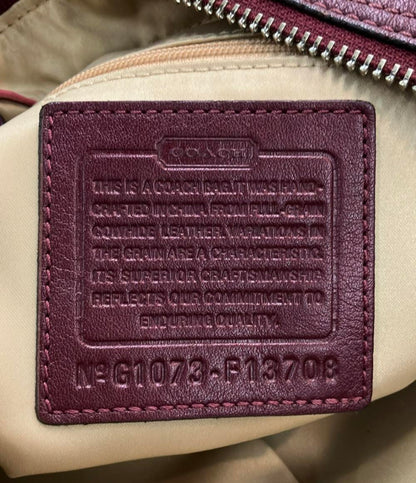 COACH
THIS IS A COACH BAG. IT WAS HAND-
CRAFTED IN FROM FULL-GRAIN
COWHIDE LEATHER. VARIATIONS IN
THE GRAIN ARE A CHARACTERISTIC.
ITS SUPERIOR CRAFTSMANSHIP
REFLECTS OUR COMMITMENT TO
ENDURING QUALITY.
Nº G1073-F13708